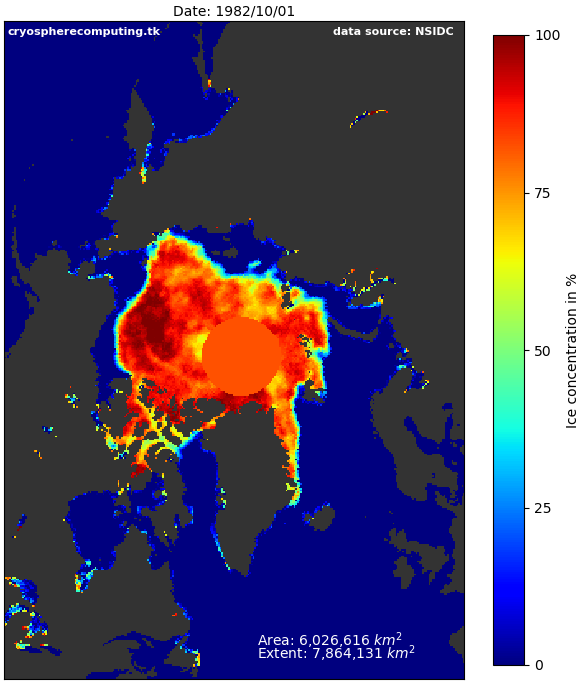 Date: 1982/10/01
cryospherecomputing.tk
data source: NSIDC
100
75
50
25
0
Ice concentration in %
Area: 6,026,616 km²
Extent: 7,864,131 km²